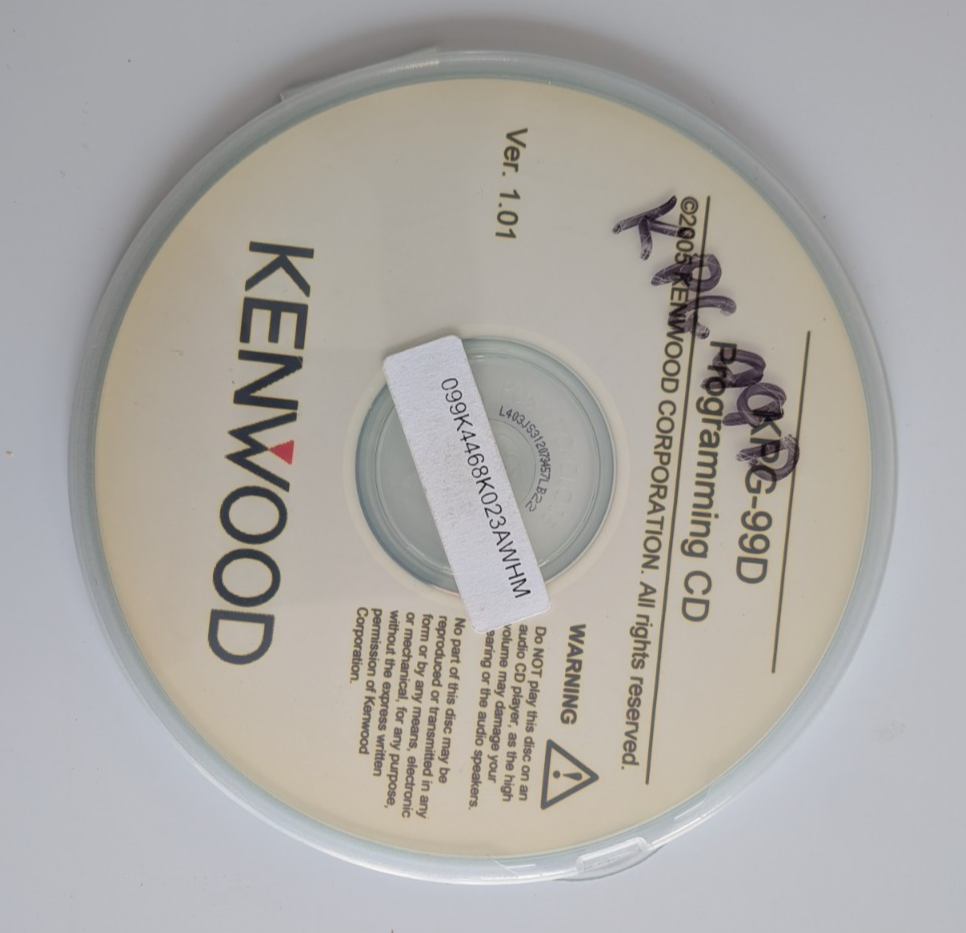 KPG-99D
Programming CD
©2005 KENWOOD CORPORATION. All rights reserved.
KPG 99D
Ver. 1.01
WARNING
Do NOT play this disc on an
audio CD player, as the high
volume may damage your
earing or the audio speakers.
No part of this disc may be
reproduced or transmitted in any
form or by any means, electronic
or mechanical, for any purpose,
without the express written
permission of Kenwood
Corporation.
099K4468K023AWHM
KENWOOD